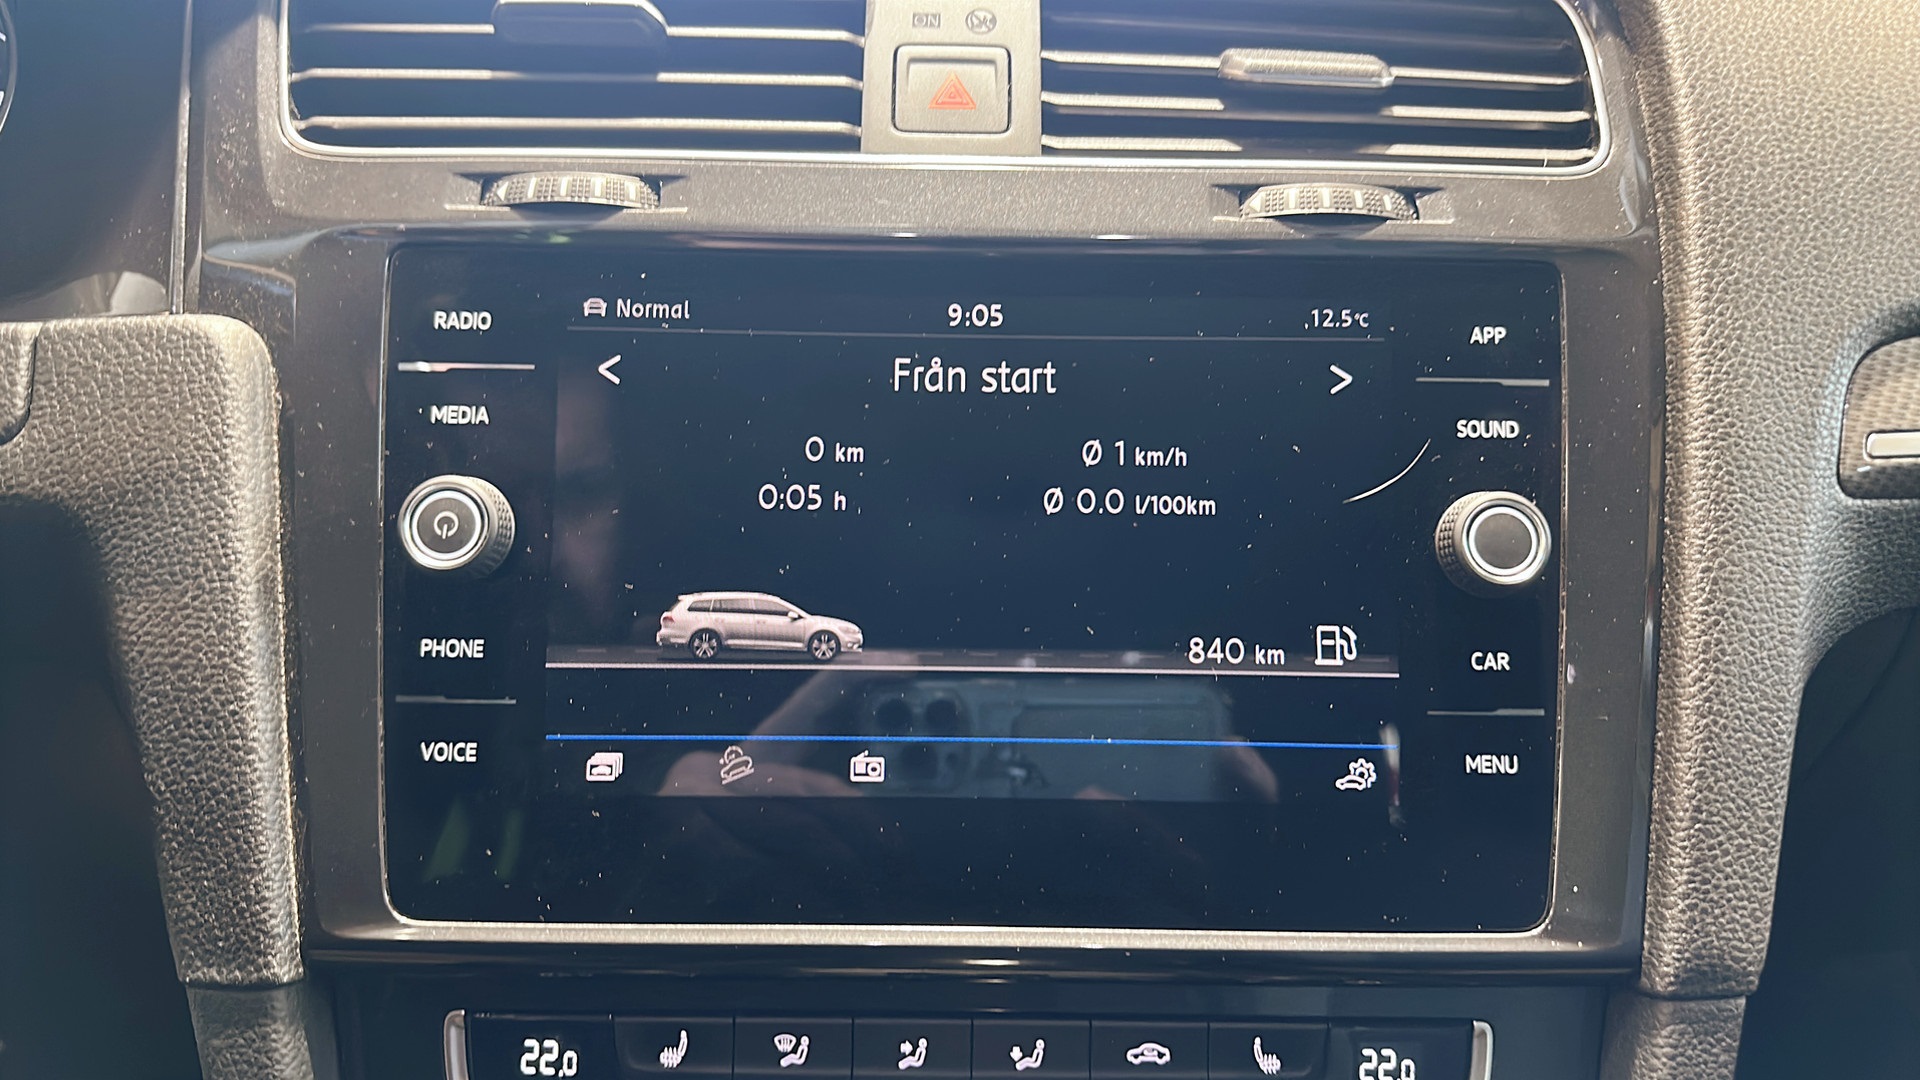 ON
RADIO
MEDIA
PHONE
VOICE
Normal
9:05
12.5°C
< Från start >
0 km
Ø 1 km/h
0:05 h
Ø 0.0 l/100km
840 km
APP
SOUND
CAR
MENU
22.0
22.0